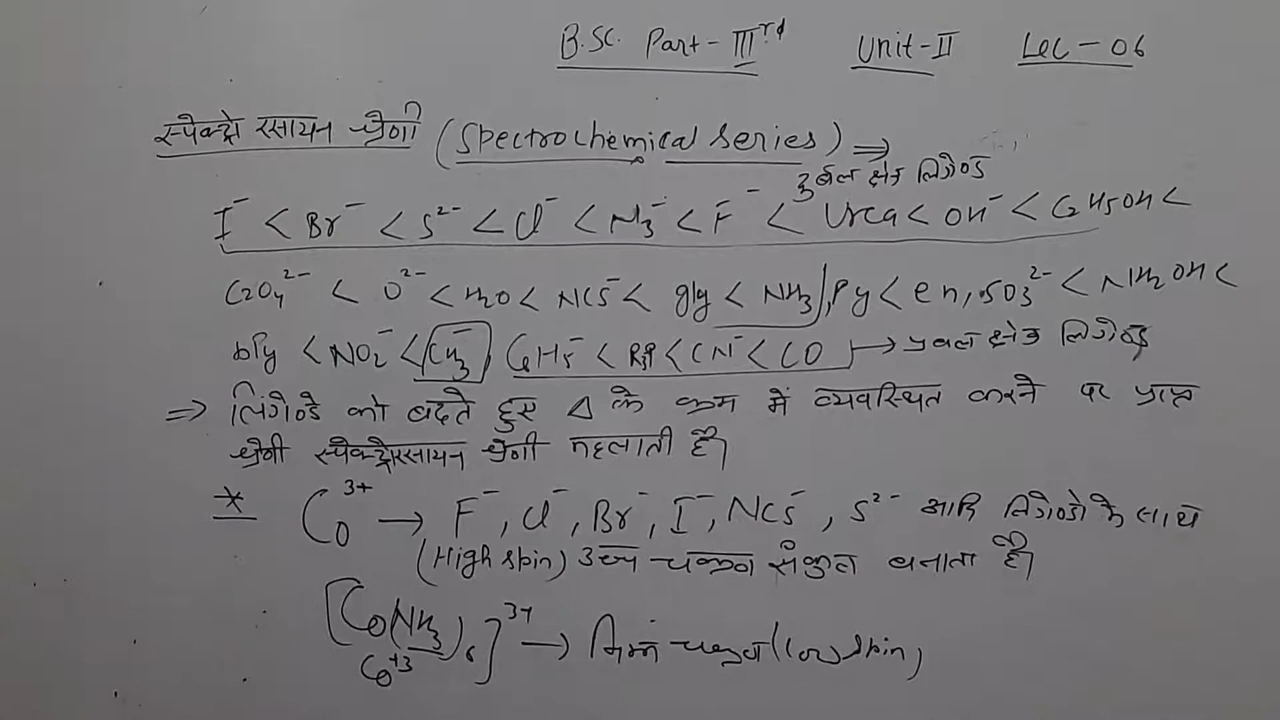 B.SC. Part-IIIrd Unit-II Lec-06
स्पेक्ट्रो रसायन श्रेणी (Spectrochemical series) ⇒
दुर्बल क्षेत्र लिगेण्ड
I⁻ < Br⁻ < S²⁻ < Cl⁻ < N₃⁻ < F⁻ < Urea < OH⁻ < C₂H₅OH <
C₂O₄²⁻ < O²⁻ < H₂O < NCS⁻ < gly < NH₃, Py < en, SO₃²⁻ < NH₂OH <
bPy < NO₂⁻ < CH₃⁻, C₆H₅⁻ < R₃P < CN⁻ < CO → प्रबल क्षेत्र लिगेण्ड
⇒ लिगेण्डो को बढते हुए Δ के क्रम में व्यवस्थित करने पर प्राप्त
श्रेणी स्पेक्ट्रोरसायन श्रेणी कहलाती है।
* Co³⁺ → F⁻, Cl⁻, Br⁻, I⁻, NCS⁻, S²⁻ आदि लिगेण्डो के साथ
(High spin) उच्च चक्रण संकुल बनाता है।
[Co(NH₃)₆]³⁺ → निम्न चक्रण (low spin)
Co⁺³